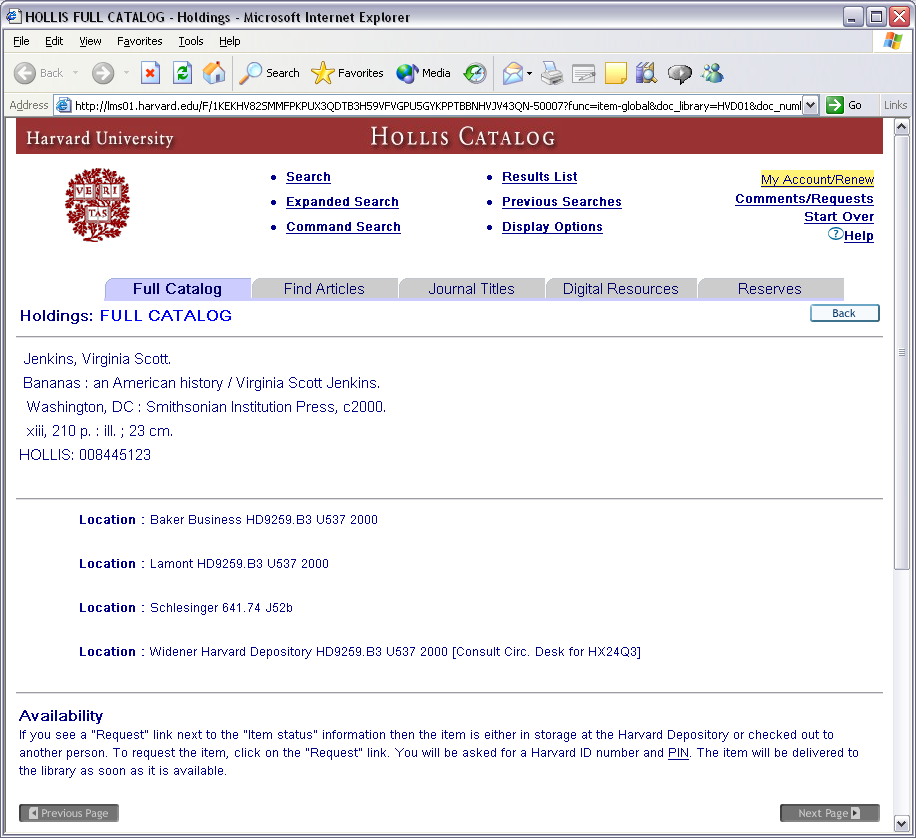 HOLLIS FULL CATALOG - Holdings - Microsoft Internet Explorer
File Edit View Favorites Tools Help
Back Search Favorites Media
Address http://lms01.harvard.edu/F/1KEKHV82SMMFPKPUX3QDTB3H59VFVGPU5GYKPPTBBNHVJV43QN-50007?func=item-global&doc_library=HVD01&doc_numl Go Links
Harvard University HOLLIS CATALOG
VE RI TAS
• Search • Results List My Account/Renew
• Expanded Search • Previous Searches Comments/Requests
• Command Search • Display Options Start Over
? Help
Full Catalog Find Articles Journal Titles Digital Resources Reserves
Holdings: FULL CATALOG Back
Jenkins, Virginia Scott.
Bananas : an American history / Virginia Scott Jenkins.
Washington, DC : Smithsonian Institution Press, c2000.
xiii, 210 p. : ill. ; 23 cm.
HOLLIS: 008445123
Location : Baker Business HD9259.B3 U537 2000
Location : Lamont HD9259.B3 U537 2000
Location : Schlesinger 641.74 J52b
Location : Widener Harvard Depository HD9259.B3 U537 2000 [Consult Circ. Desk for HX24Q3]
Availability
If you see a "Request" link next to the "Item status" information then the item is either in storage at the Harvard Depository or checked out to
another person. To request the item, click on the "Request" link. You will be asked for a Harvard ID number and PIN. The item will be delivered to
the library as soon as it is available.
Previous Page Next Page